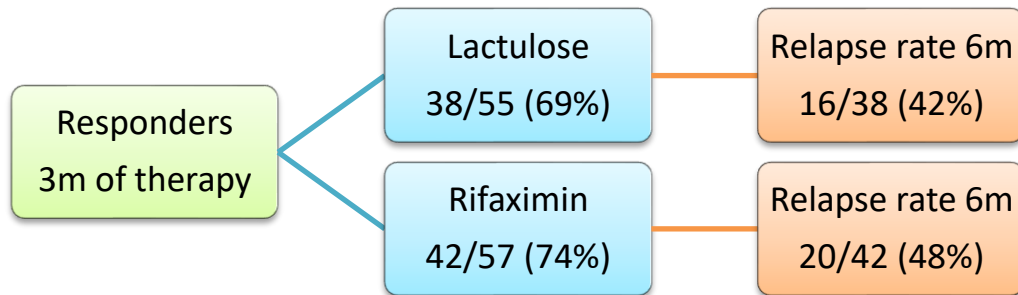 Responders
3m of therapy
Lactulose
38/55 (69%)
Relapse rate 6m
16/38 (42%)
Rifaximin
42/57 (74%)
Relapse rate 6m
20/42 (48%)